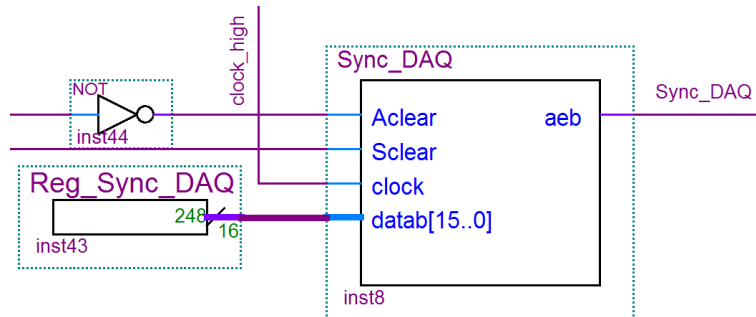 clock_high
Sync_DAQ
NOT
inst44
Aclear
aeb
Sync_DAQ
Sclear
clock
datab[15..0]
Reg_Sync_DAQ
248
16
inst43
inst8